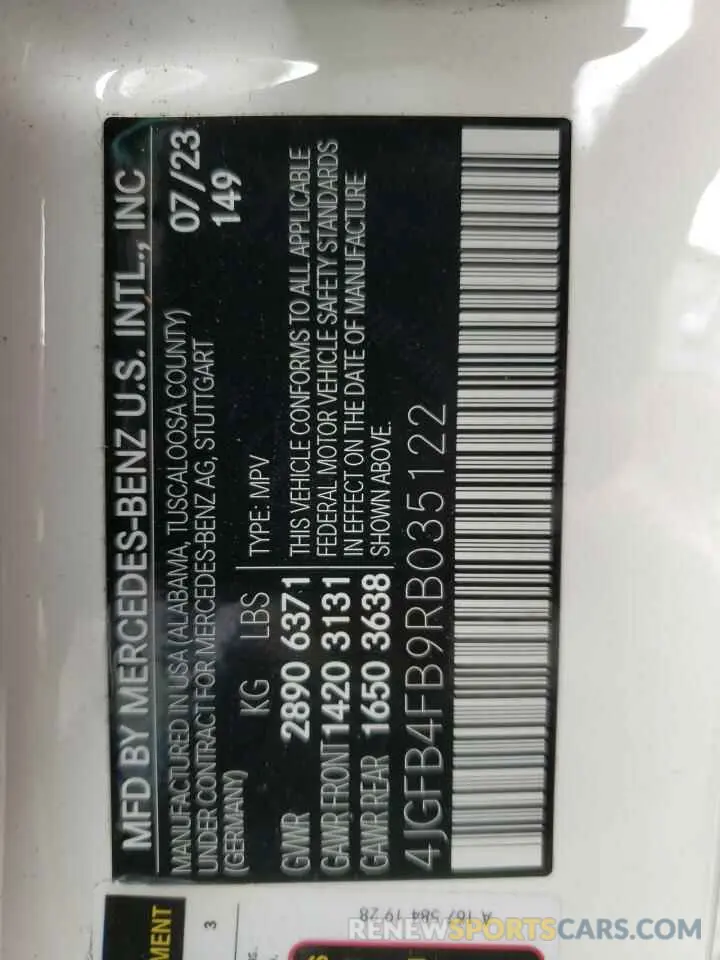 MFD BY MERCEDES-BENZ U.S. INTL., INC
MANUFACTURED IN USA (ALABAMA, TUSCALOOSA COUNTY) 07/23
UNDER CONTRACT FOR MERCEDES-BENZ AG, STUTTGART 149
(GERMANY)
KG LBS TYPE: MPV
GVWR 2890 6371
GAWR FRONT 1420 3131
GAWR REAR 1650 3638
THIS VEHICLE CONFORMS TO ALL APPLICABLE
FEDERAL MOTOR VEHICLE SAFETY STANDARDS
IN EFFECT ON THE DATE OF MANUFACTURE
SHOWN ABOVE.
4JGFB4FB9RB035122
A 167 584 19 28
3
RENEWSPORTSCARS.COM